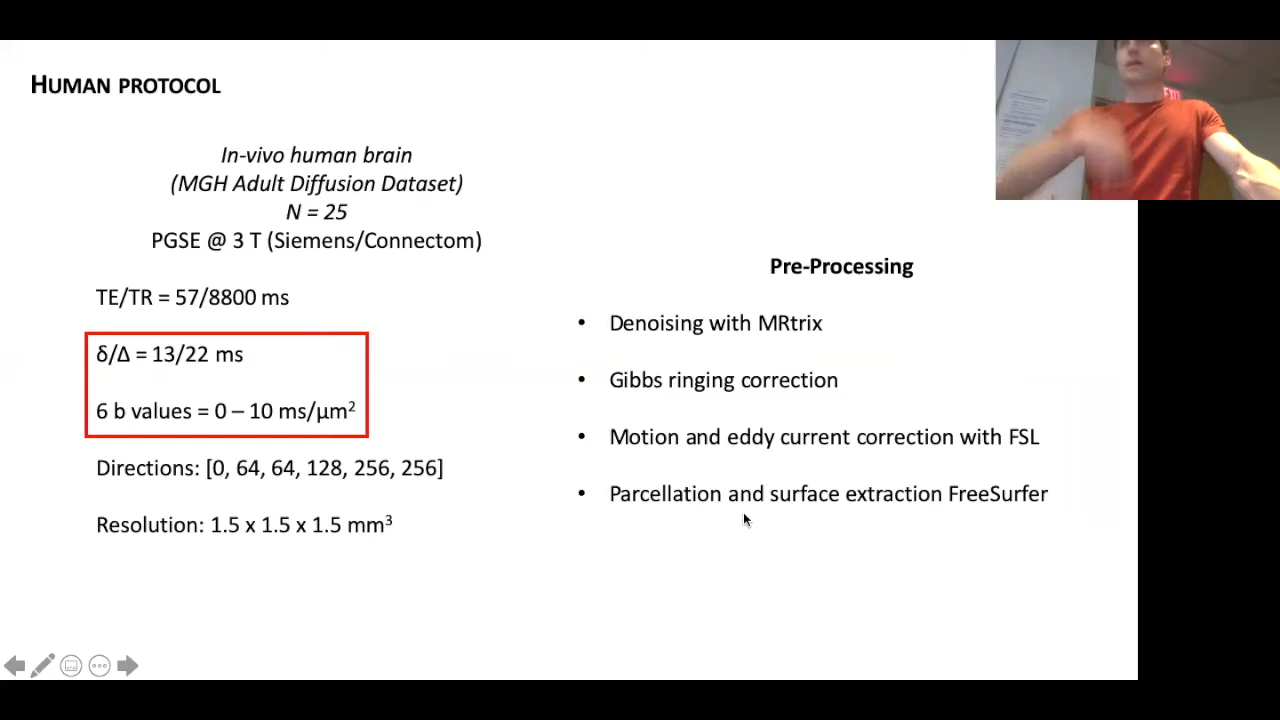 HUMAN PROTOCOL
In-vivo human brain
(MGH Adult Diffusion Dataset)
N = 25
PGSE @ 3 T (Siemens/Connectom)
TE/TR = 57/8800 ms
δ/Δ = 13/22 ms
6 b values = 0 – 10 ms/μm²
Directions: [0, 64, 64, 128, 256, 256]
Resolution: 1.5 x 1.5 x 1.5 mm³
Pre-Processing
• Denoising with MRtrix
• Gibbs ringing correction
• Motion and eddy current correction with FSL
• Parcellation and surface extraction FreeSurfer
EXIT